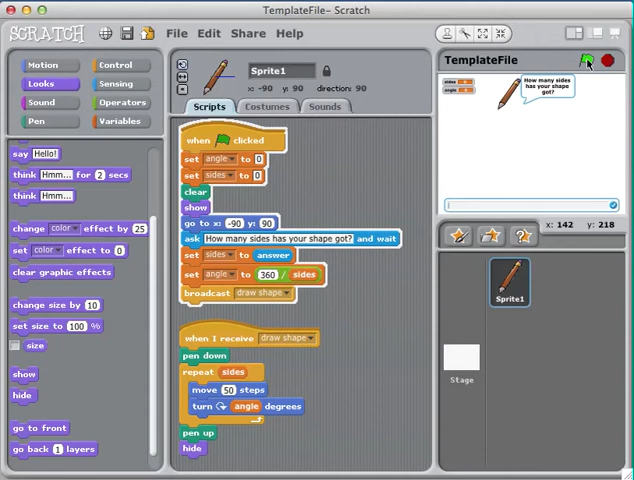 TemplateFile- Scratch
SCRATCH
File Edit Share Help
Motion Control
Looks Sensing
Sound Operators
Pen Variables
say Hello!
think Hmm... for 2 secs
think Hmm...
change color effect by 25
set color effect to 0
clear graphic effects
change size by 10
set size to 100 %
size
show
hide
go to front
go back 1 layers
Sprite1
x: -90 y: 90 direction: 90
Scripts Costumes Sounds
when clicked
set angle to 0
set sides to 0
clear
show
go to x: -90 y: 90
ask How many sides has your shape got? and wait
set sides to answer
set angle to 360 / sides
broadcast draw shape
when I receive draw shape
pen down
repeat sides
move 50 steps
turn angle degrees
pen up
hide
TemplateFile
sides
angle
How many sides
has your shape
got?
x: 142 y: 218
Sprite1
Stage